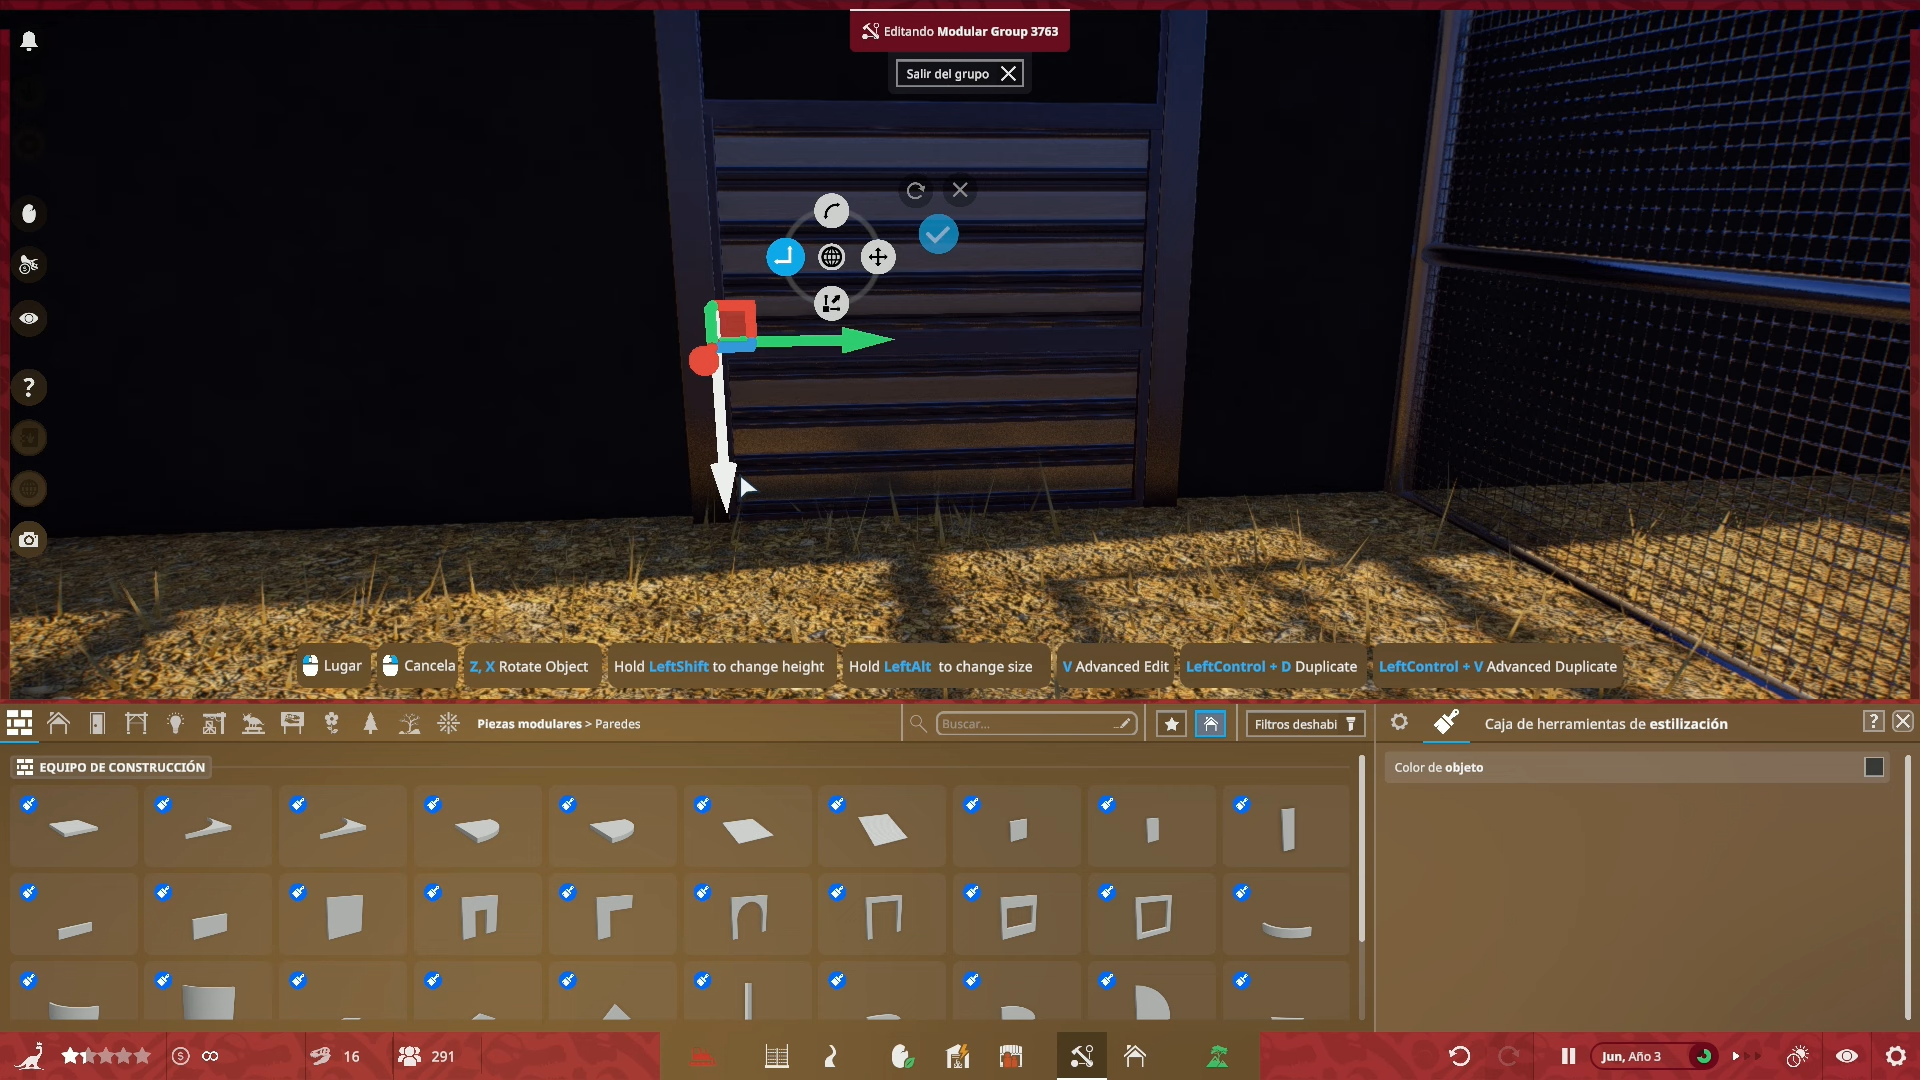 Editando Modular Group 3763
Salir del grupo
Lugar
Cancela
Z, X Rotate Object
Hold LeftShift to change height
Hold LeftAlt to change size
V Advanced Edit
LeftControl + D Duplicate
LeftControl + V Advanced Duplicate
Piezas modulares > Paredes
Buscar...
Filtros deshabi
Caja de herramientas de estilización
?
EQUIPO DE CONSTRUCCIÓN
Color de objeto
16
291
Jun, Año 3